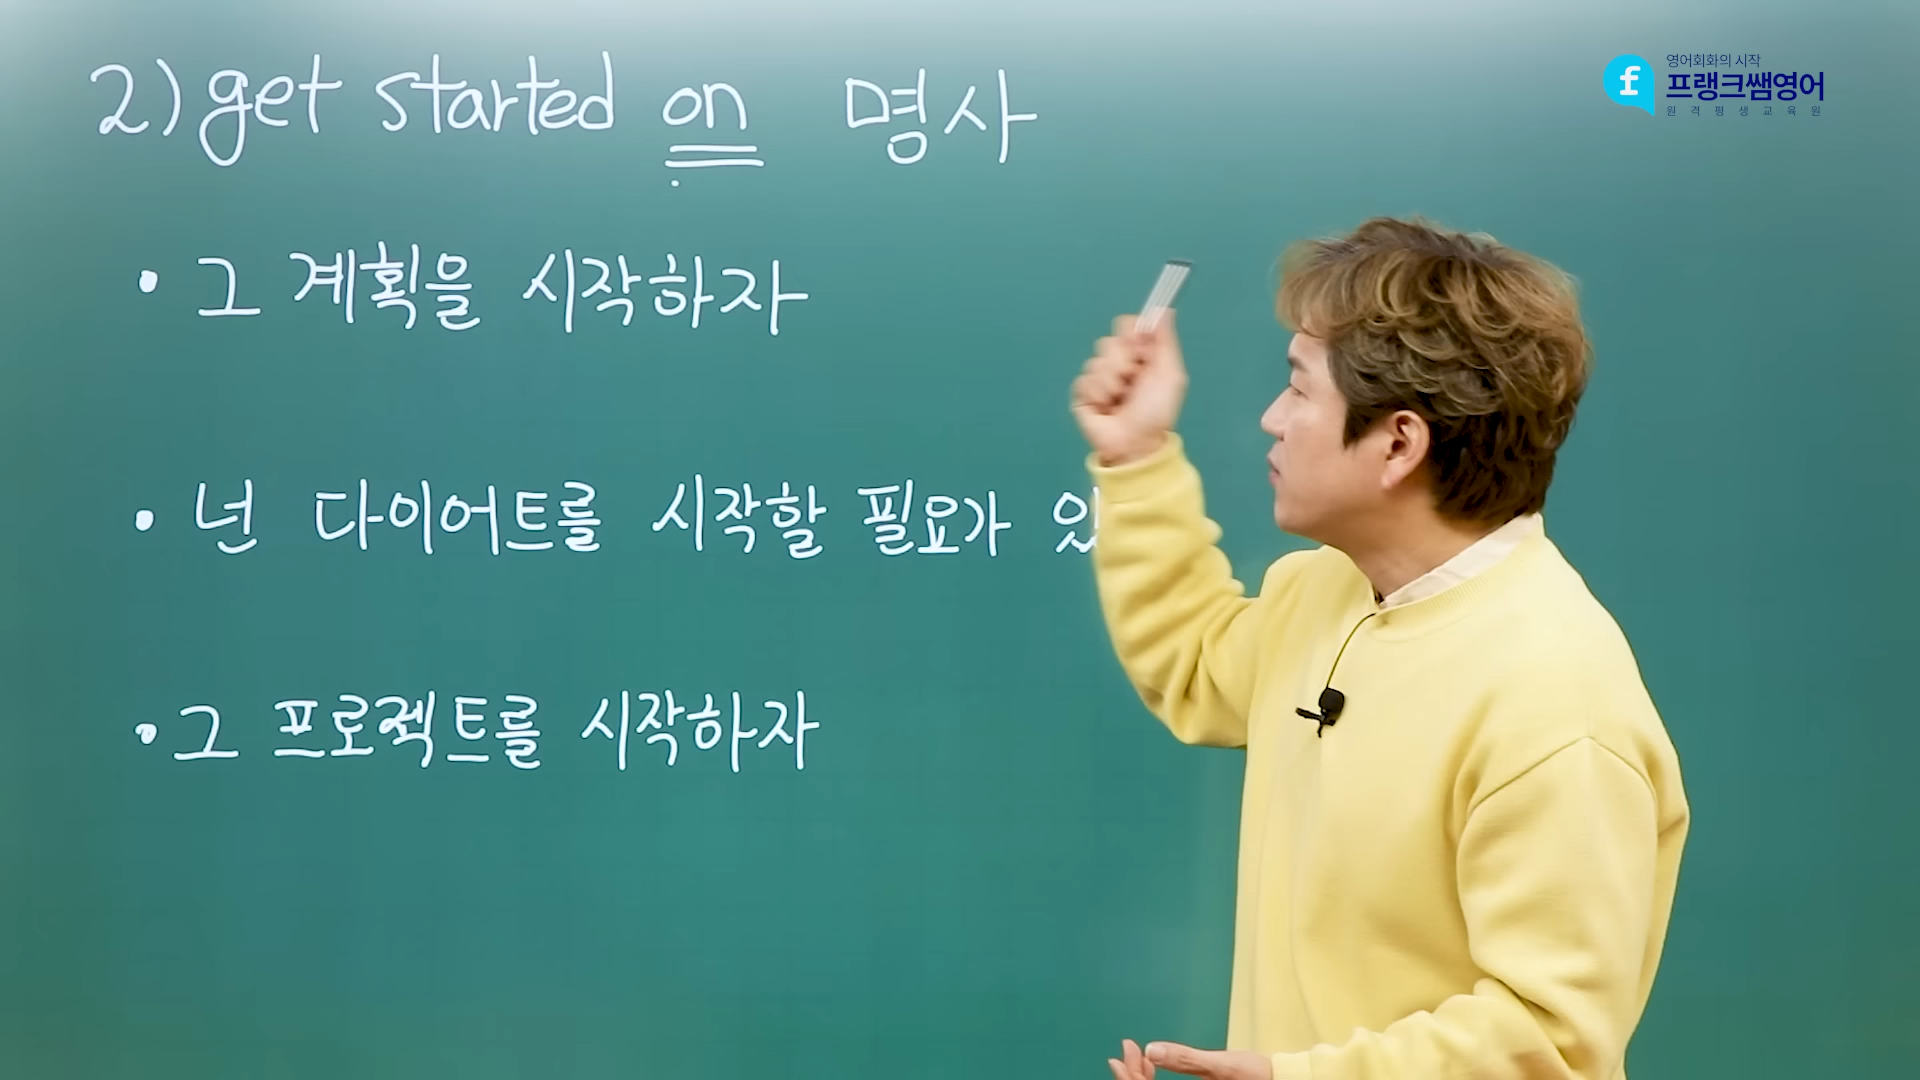 2) get started on 명사
영어회화의 시작
프랭크쌤영어
원격평생교육원
• 그 계획을 시작하자
• 넌 다이어트를 시작할 필요가 있
• 그 프로젝트를 시작하자